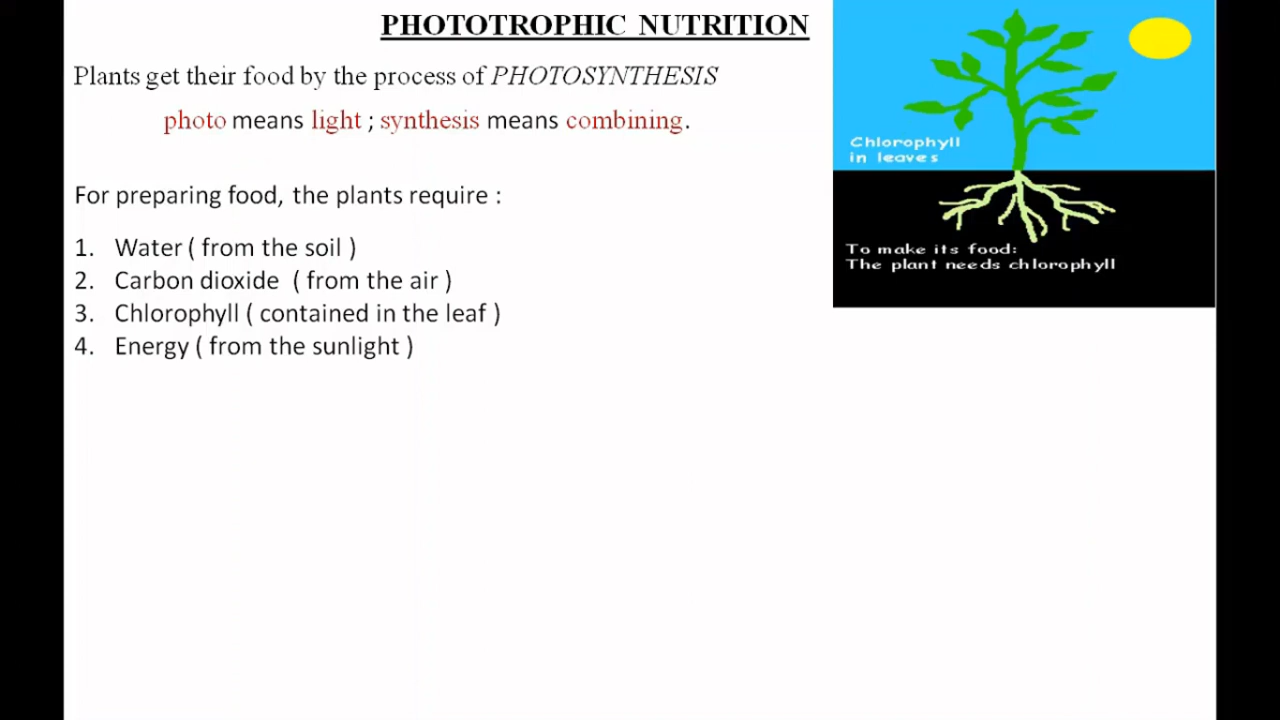 PHOTOTROPHIC NUTRITION
Plants get their food by the process of PHOTOSYNTHESIS
photo means light ; synthesis means combining.
For preparing food, the plants require :
1. Water ( from the soil )
2. Carbon dioxide ( from the air )
3. Chlorophyll ( contained in the leaf )
4. Energy ( from the sunlight )
Chlorophyll
in leaves
To make its food:
The plant needs chlorophyll